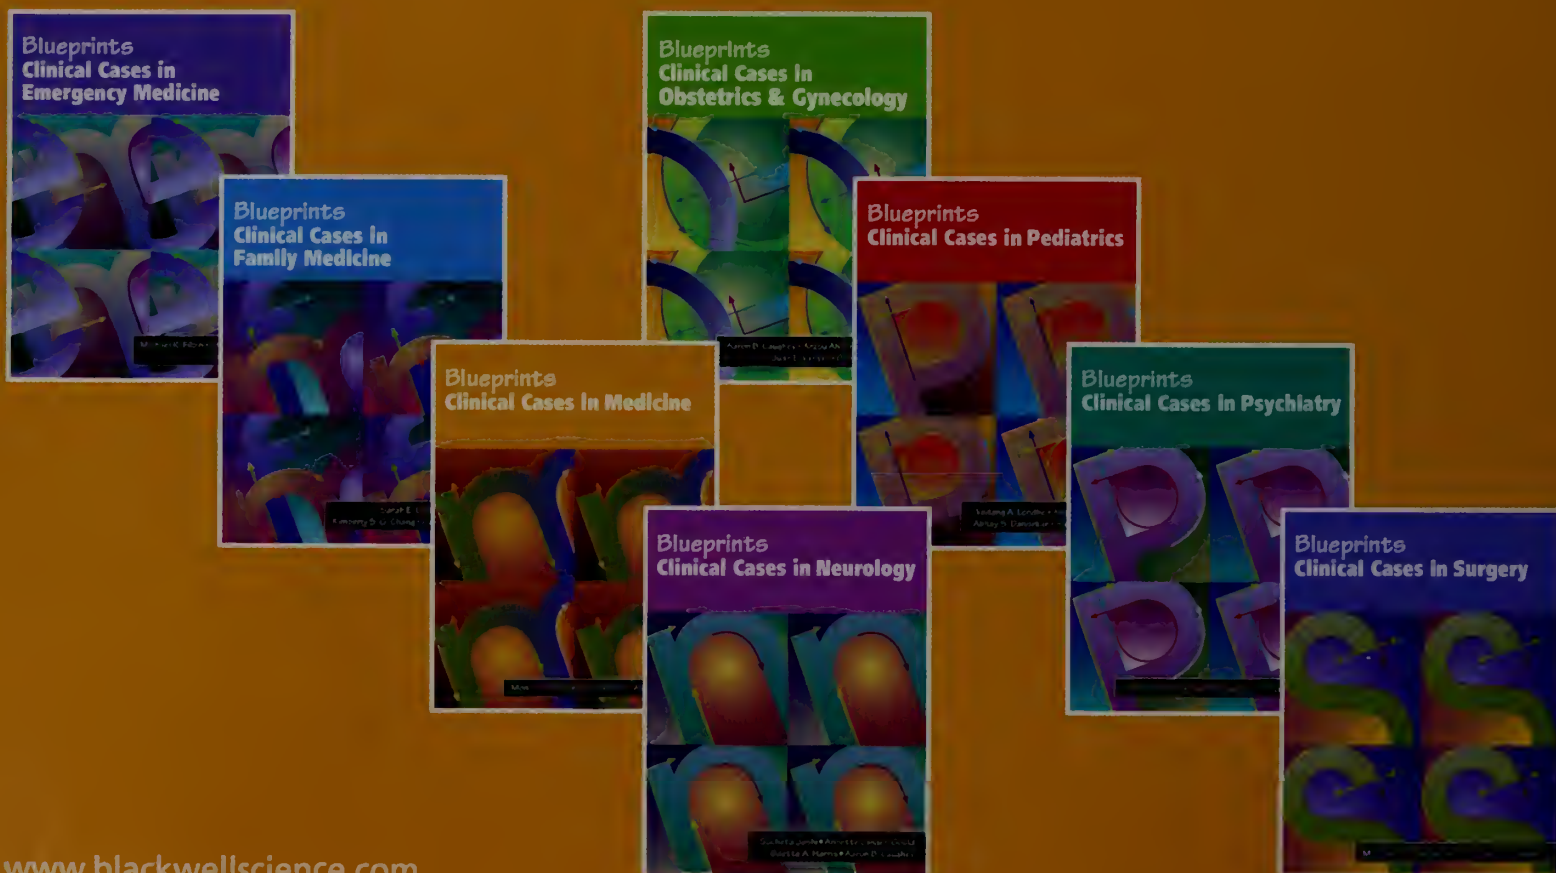 Blueprints
Clinical Cases in
Emergency Medicine
Blueprints
Clinical Cases in
Family Medicine
Blueprints
Clinical Cases in Medicine
Blueprints
Clinical Cases in Neurology
Blueprints
Clinical Cases in
Obstetrics & Gynecology
Blueprints
Clinical Cases in Pediatrics
Blueprints
Clinical Cases in Psychiatry
Blueprints
Clinical Cases in Surgery
www.blackwellscience.com